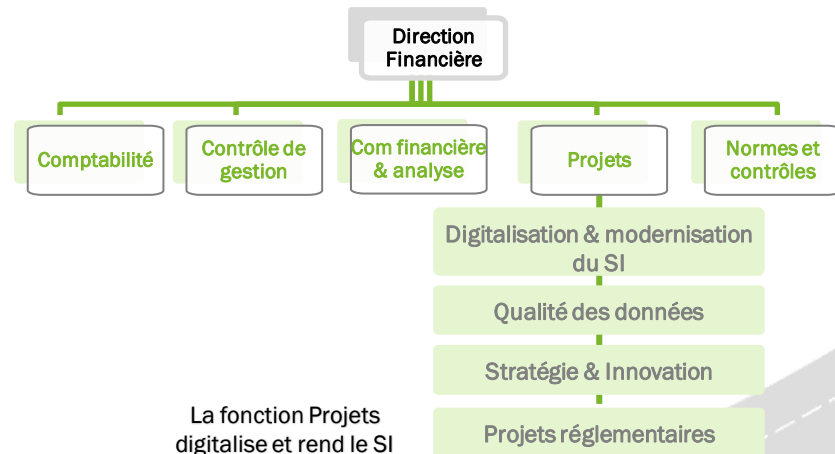 Direction
Financière
Comptabilité
Contrôle de
gestion
Com financière
& analyse
Projets
Normes et
contrôles
Digitalisation & modernisation
du SI
Qualité des données
Stratégie & Innovation
Projets réglementaires
La fonction Projets
digitalise et rend le SI